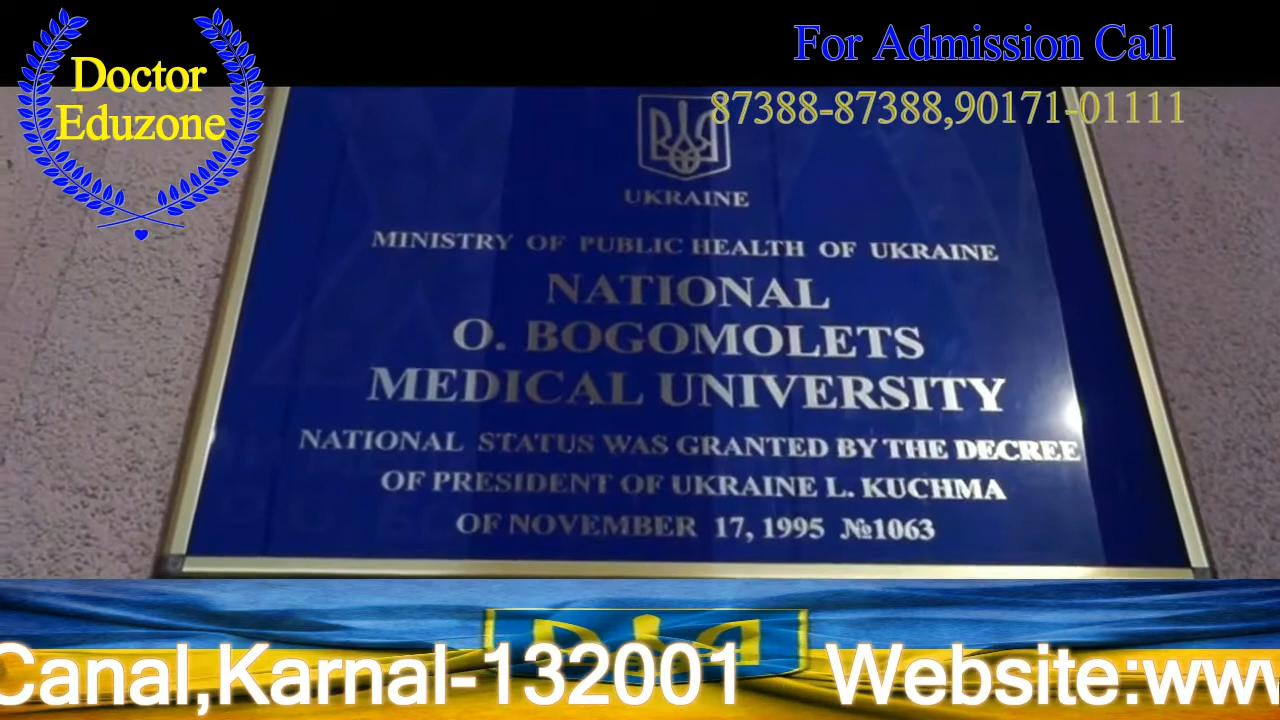 Doctor
Eduzone
For Admission Call
87388-87388,90171-01111
UKRAINE
MINISTRY OF PUBLIC HEALTH OF UKRAINE
NATIONAL
O. BOGOMOLETS
MEDICAL UNIVERSITY
NATIONAL STATUS WAS GRANTED BY THE DECREE
OF PRESIDENT OF UKRAINE L. KUCHMA
OF NOVEMBER 17, 1995 №1063
Canal,Karnal-132001 Website:www